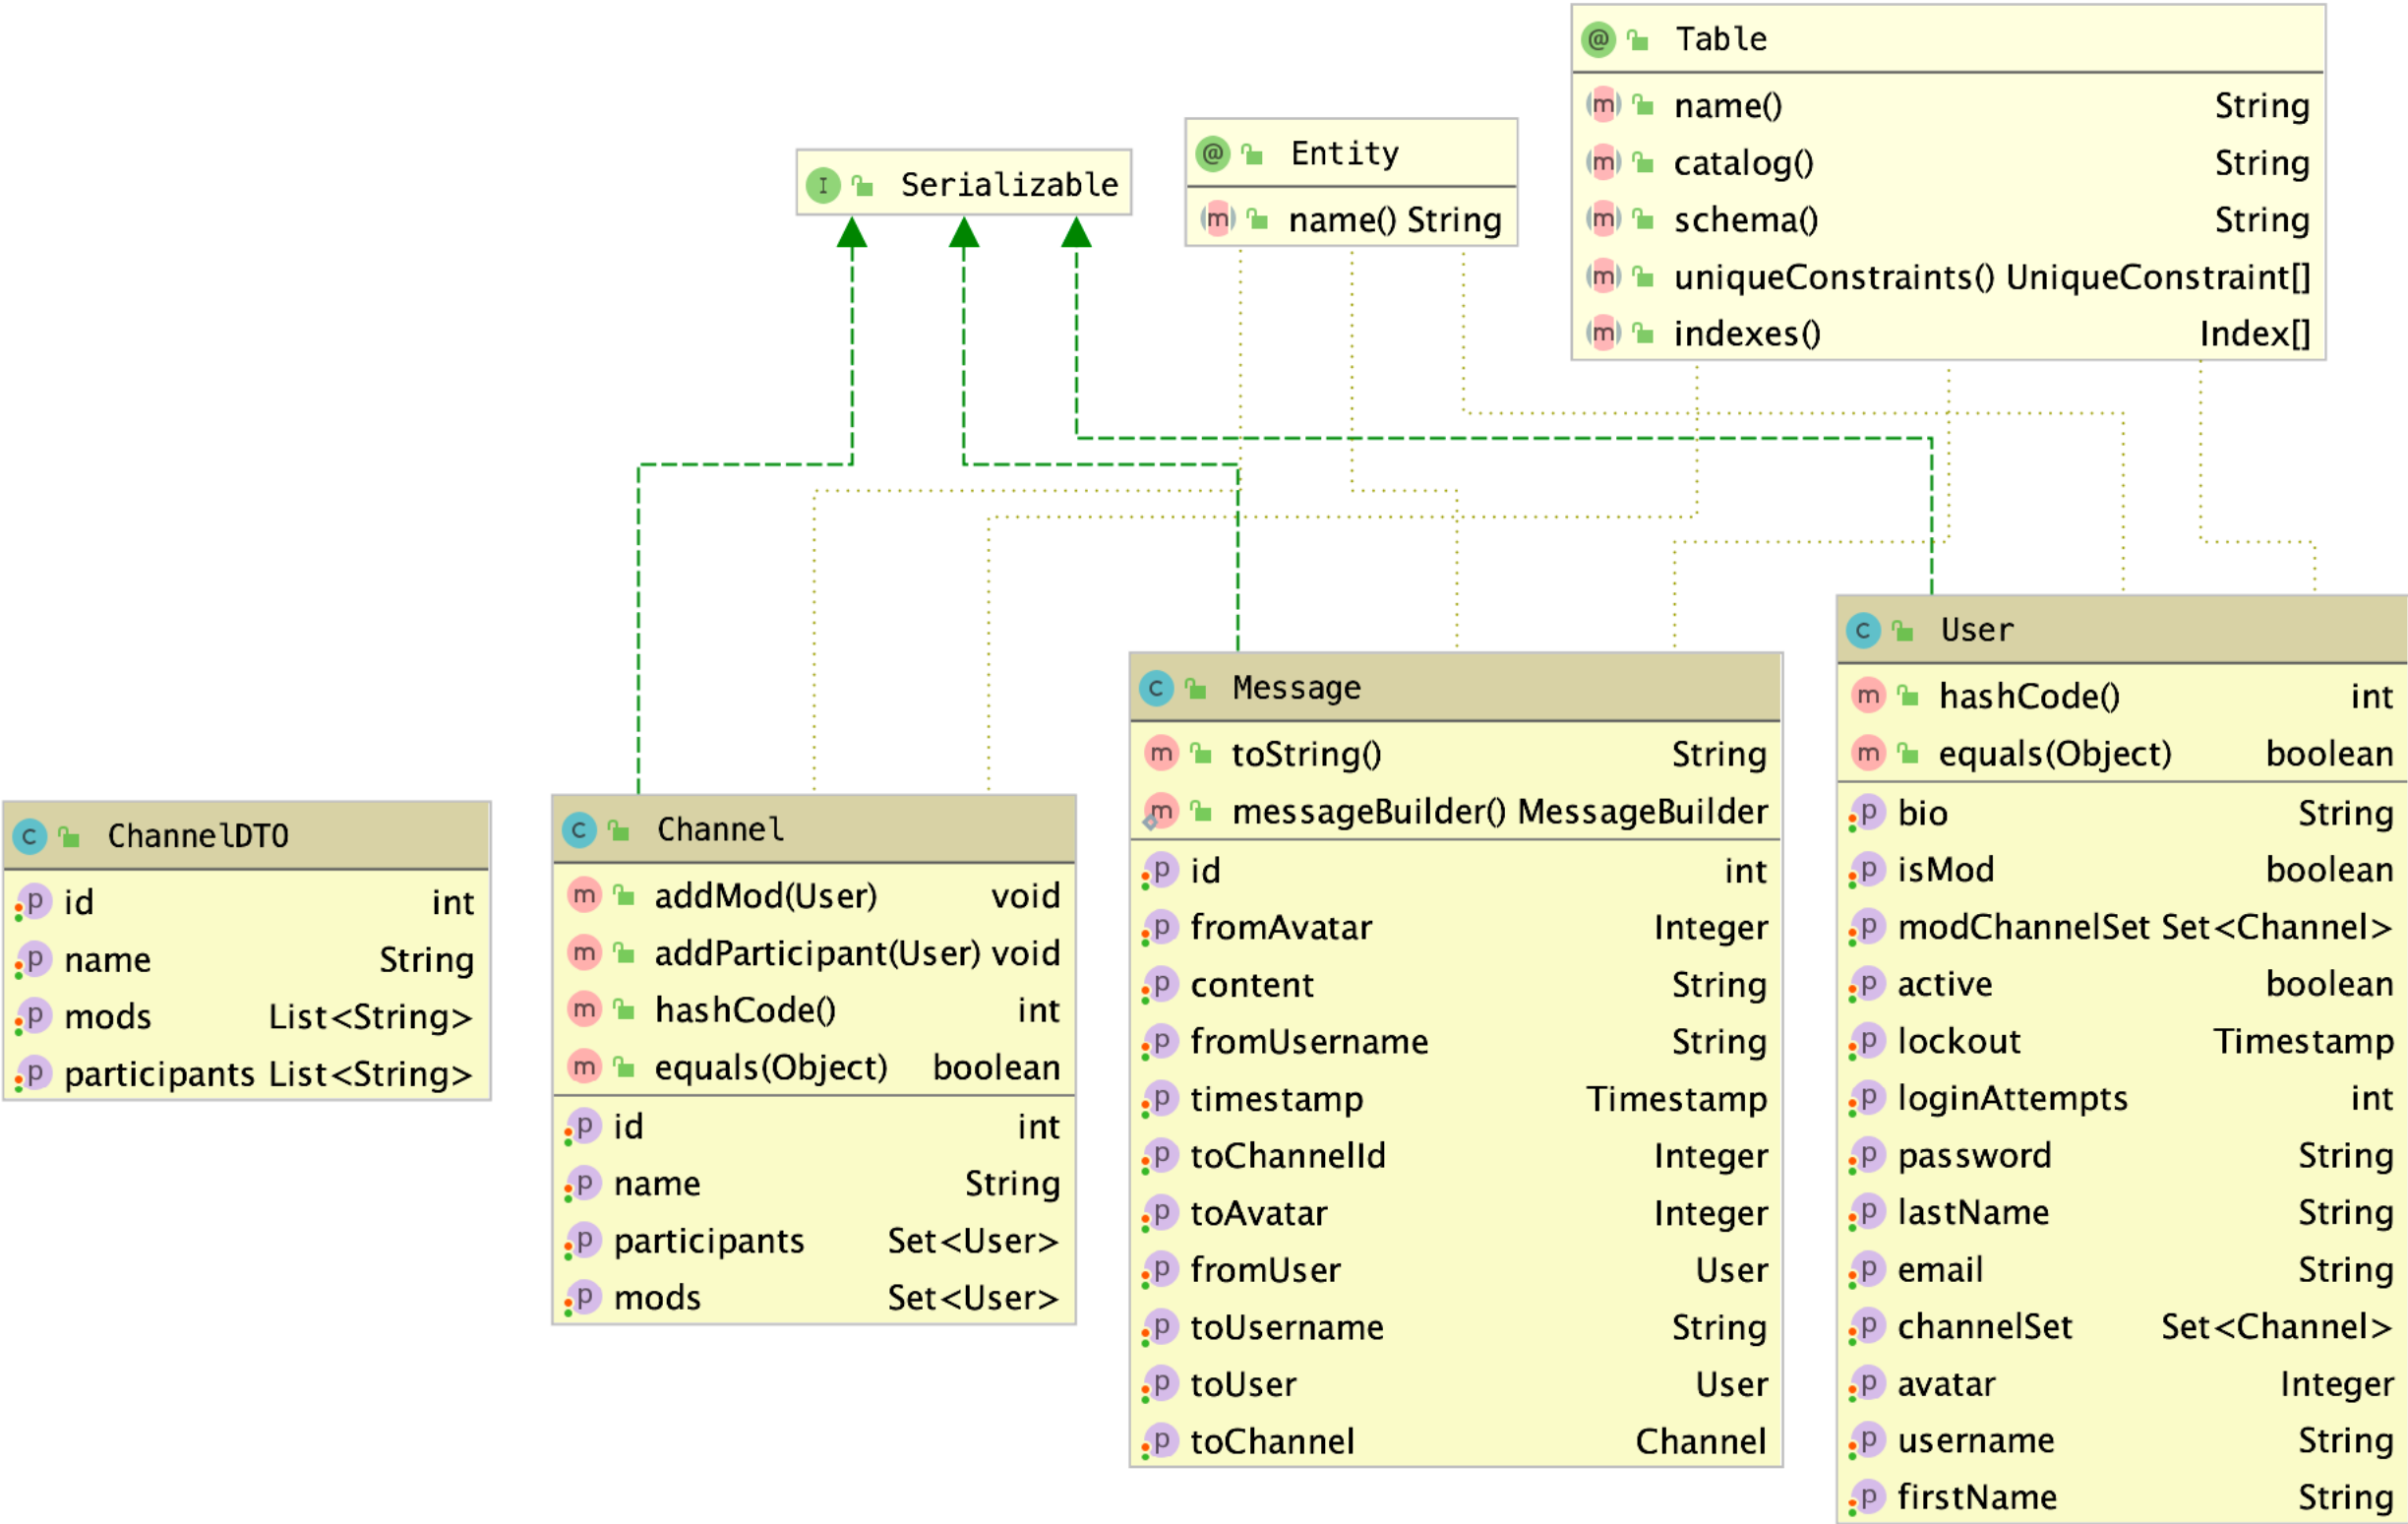 Table
name() String
catalog() String
schema() String
uniqueConstraints() UniqueConstraint[]
indexes() Index[]
Entity
name() String
Serializable
ChannelDTO
id int
name String
mods List<String>
participants List<String>
Channel
addMod(User) void
addParticipant(User) void
hashCode() int
equals(Object) boolean
id int
name String
participants Set<User>
mods Set<User>
Message
toString() String
messageBuilder() MessageBuilder
id int
fromAvatar Integer
content String
fromUsername String
timestamp Timestamp
toChannelId Integer
toAvatar Integer
fromUser User
toUsername String
toUser User
toChannel Channel
User
hashCode() int
equals(Object) boolean
bio String
isMod boolean
modChannelSet Set<Channel>
active boolean
lockout Timestamp
loginAttempts int
password String
lastName String
email String
channelSet Set<Channel>
avatar Integer
username String
firstName String